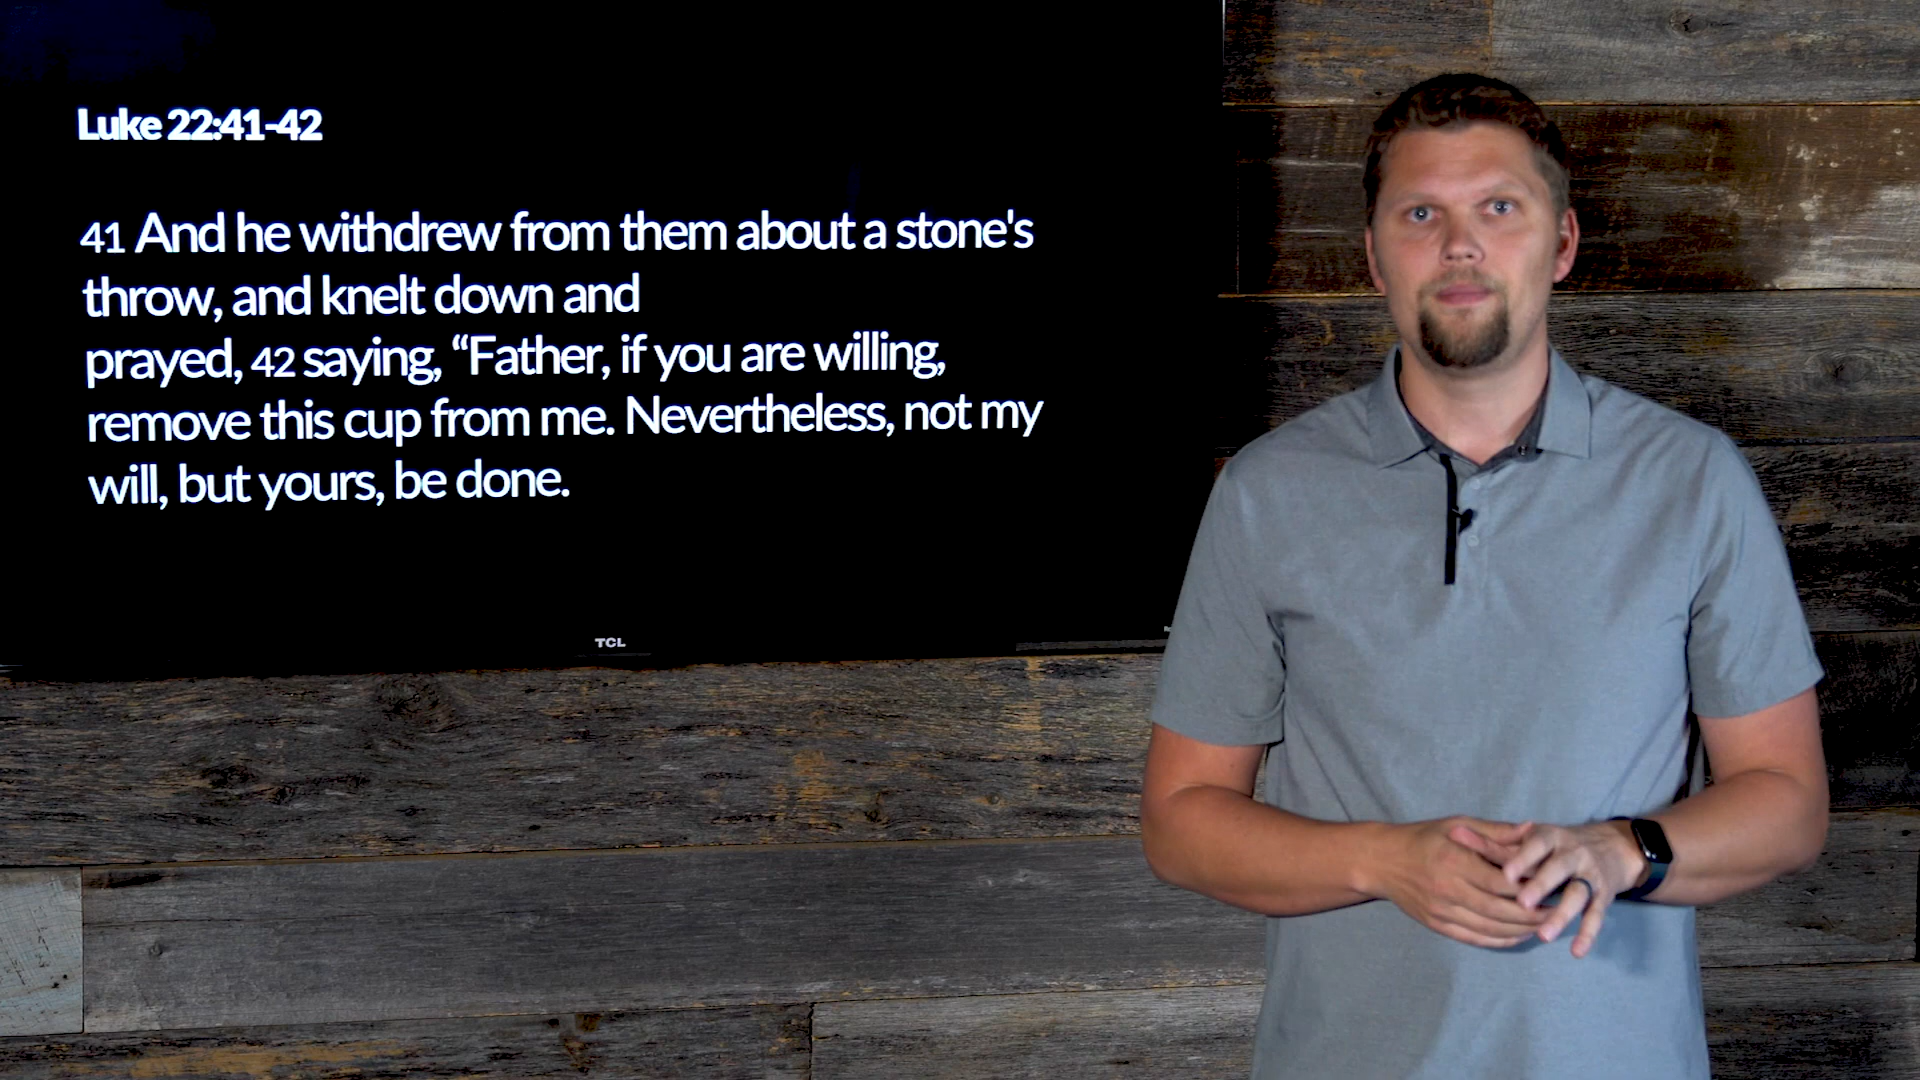 Luke 22:41-42
41 And he withdrew from them about a stone's
throw, and knelt down and
prayed, 42 saying, “Father, if you are willing,
remove this cup from me. Nevertheless, not my
will, but yours, be done.
TCL